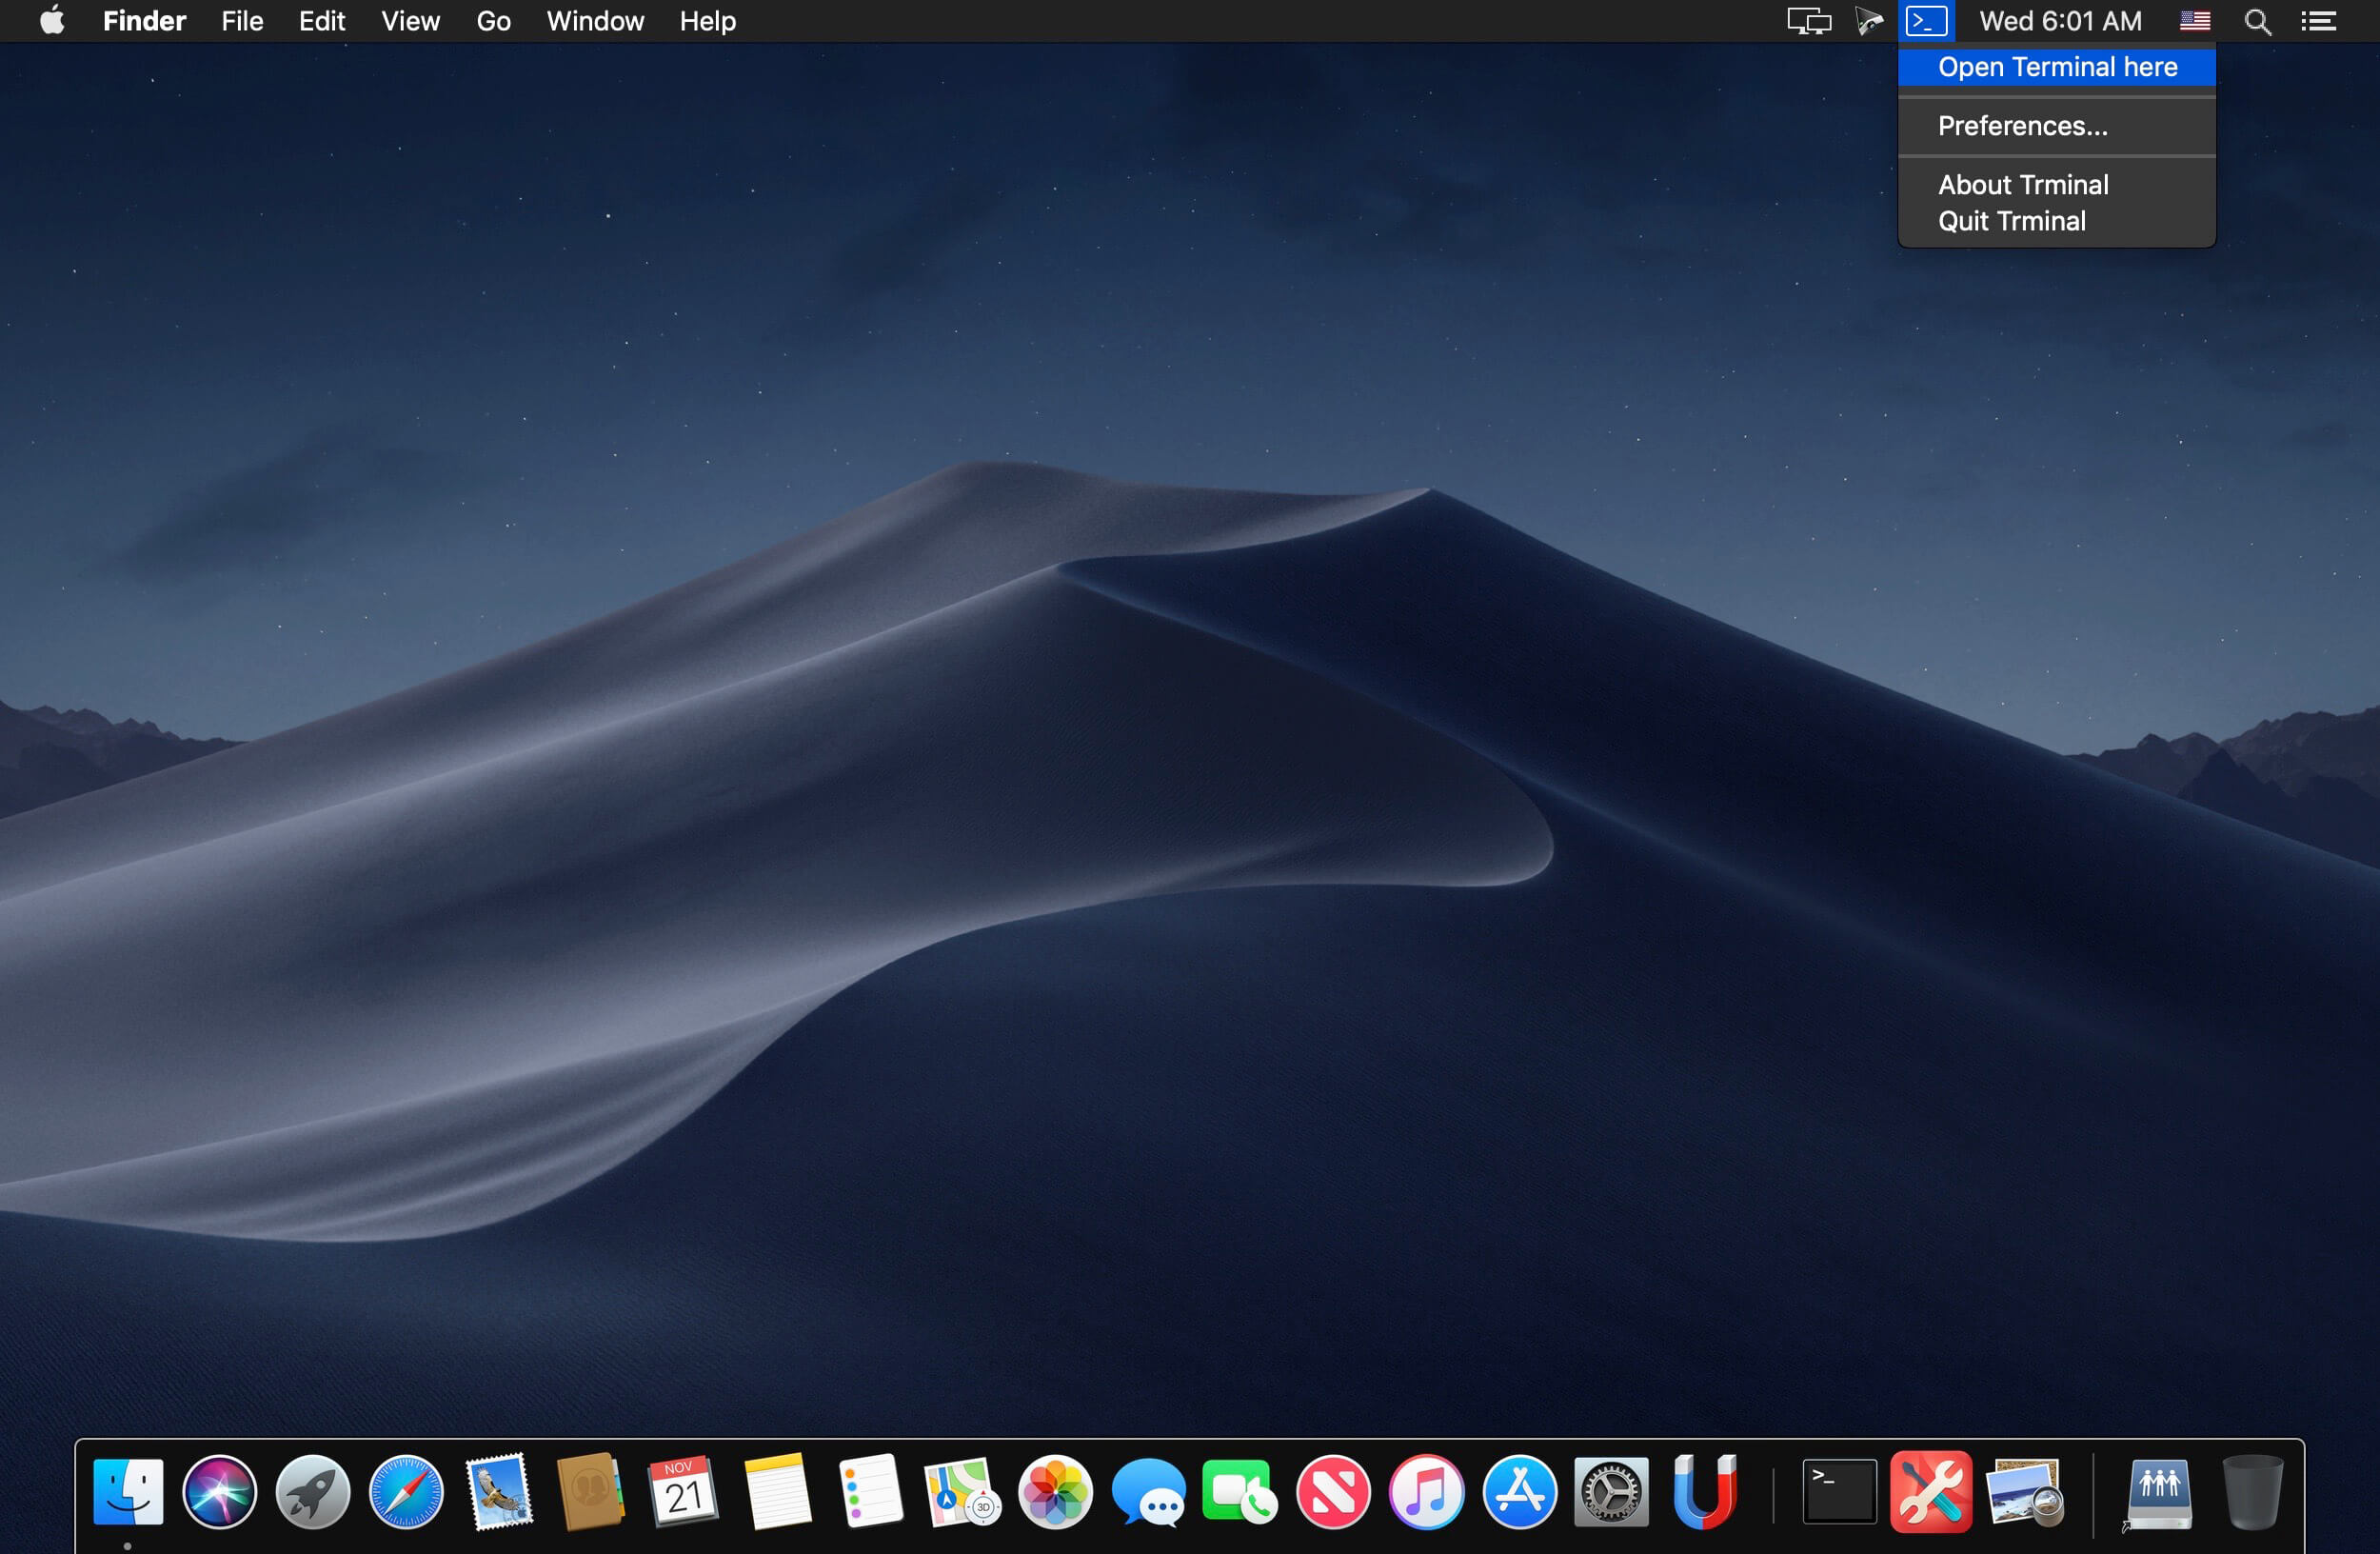 Finder File Edit View Go Window Help >_ Wed 6:01 AM
Open Terminal here
Preferences...
About Trminal
Quit Trminal
NOV
21
3D
>_